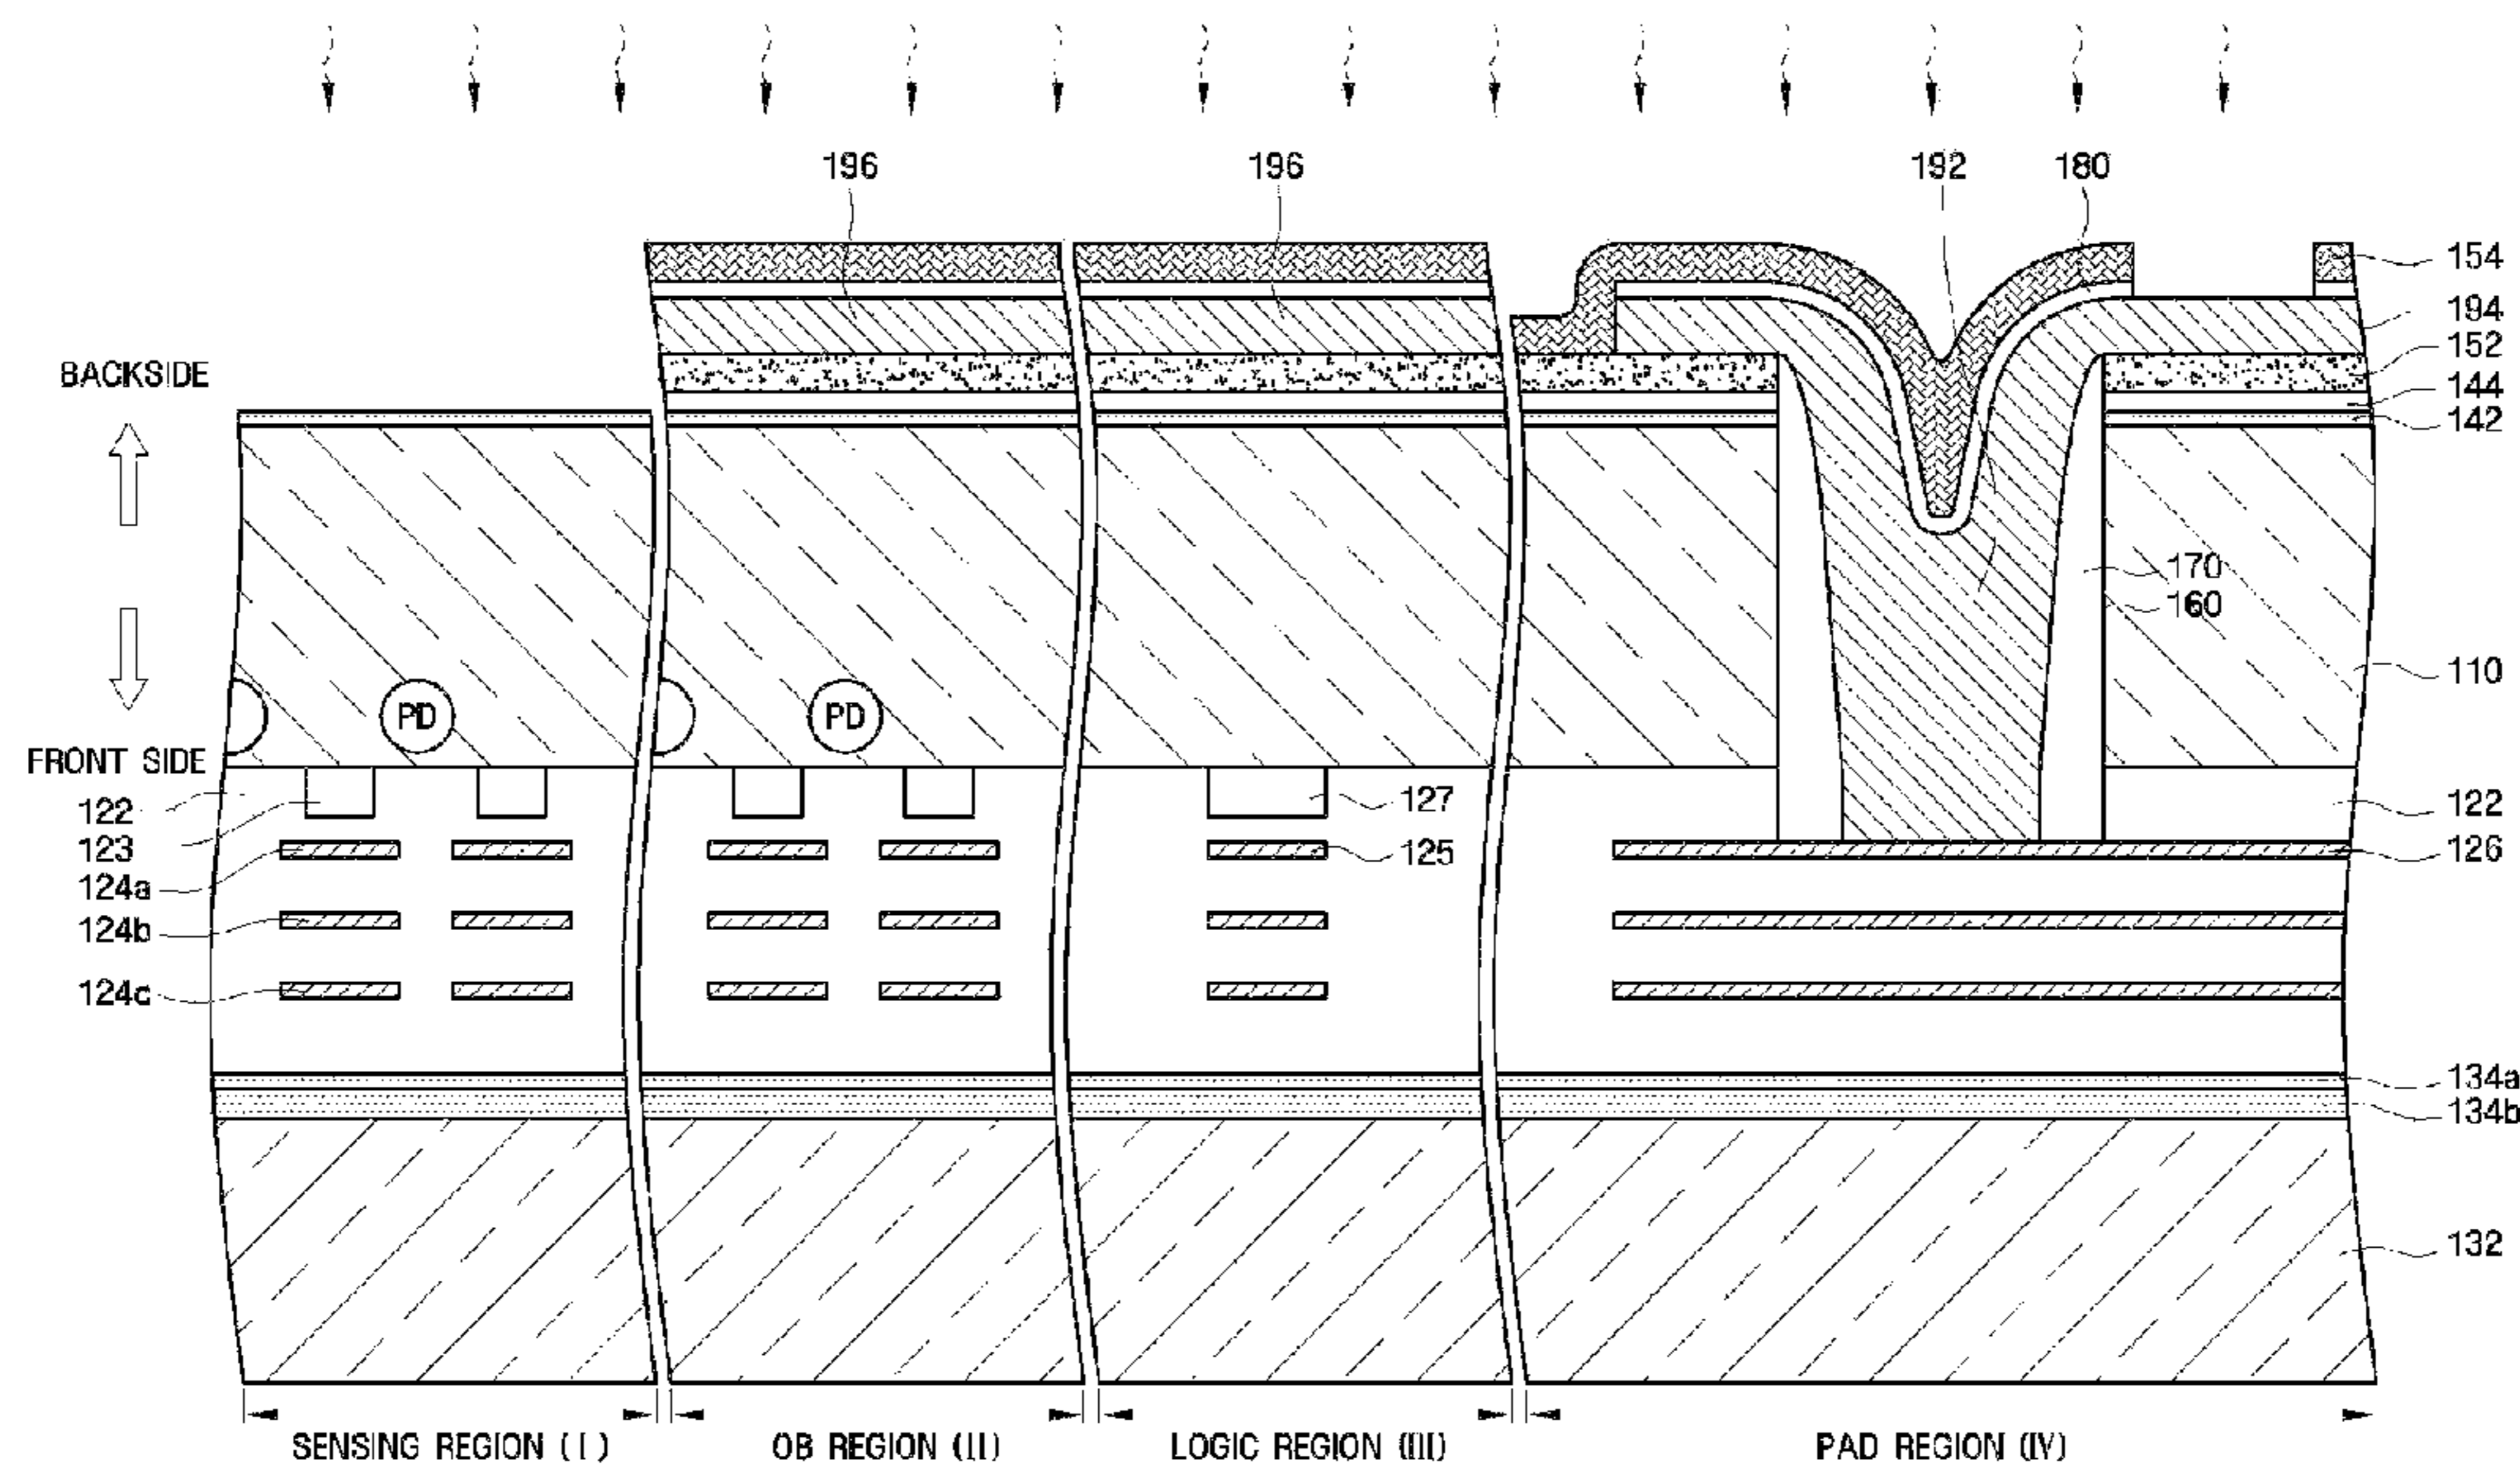 196 196 192 180
154
194
152
144
142
BACKSIDE
170
160
110
PD PD
FRONT SIDE
122 127 122
123 125 126
124a
124b
124c
134a
134b
132
SENSING REGION (I) OB REGION (II) LOGIC REGION (III) PAD REGION (IV)